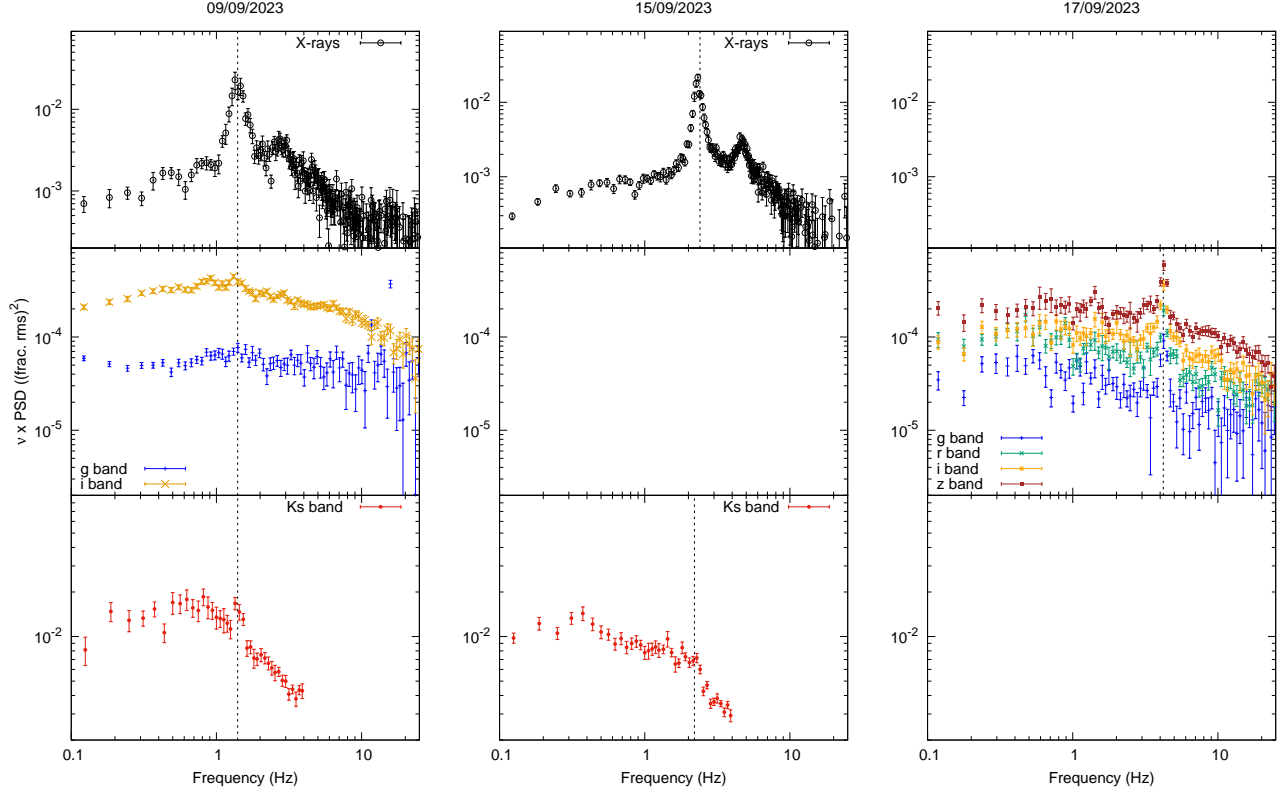 09/09/2023 15/09/2023 17/09/2023
X-rays X-rays
10⁻²
10⁻³
10⁻²
10⁻³
10⁻²
10⁻³
ν x PSD ((frac. rms)²
10⁻⁴
10⁻⁵
g band
i band
10⁻⁴
10⁻⁵
10⁻⁴
10⁻⁵
g band
r band
i band
z band
Ks band Ks band
10⁻² 10⁻² 10⁻²
0.1 1 10 0.1 1 10 0.1 1 10
Frequency (Hz) Frequency (Hz) Frequency (Hz)